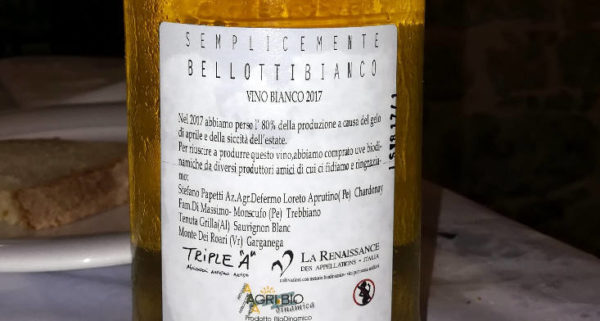 SEMPLICEMENTE
BELLOTTIBIANCO
VINO BIANCO 2017
Nel 2017 abbiamo perso l' 80% della produzione a causa del gelo
di aprile e della siccità dell'estate.
Per riuscire a produrre questo vino,abbiamo comprato uve biodi-
namiche da diversi produttori amici di cui ci fidiamo e ringrazia-
mo:
Stefano Papetti Az.Agr.Defermo Loreto Aprutino(Pe) Chardonay
Fam.Di Massimo- Monscufo (Pe) Trebbiano
Tenuta Grilla(Al) Sauvignon Blanc
Monte Dei Roari (Vr) Garganega
TRIPLE "A"
LA RENAISSANCE
DES APPELLATIONS - ITALIA
AGRI BIO
Dinamica
Prodotto BioDinamico